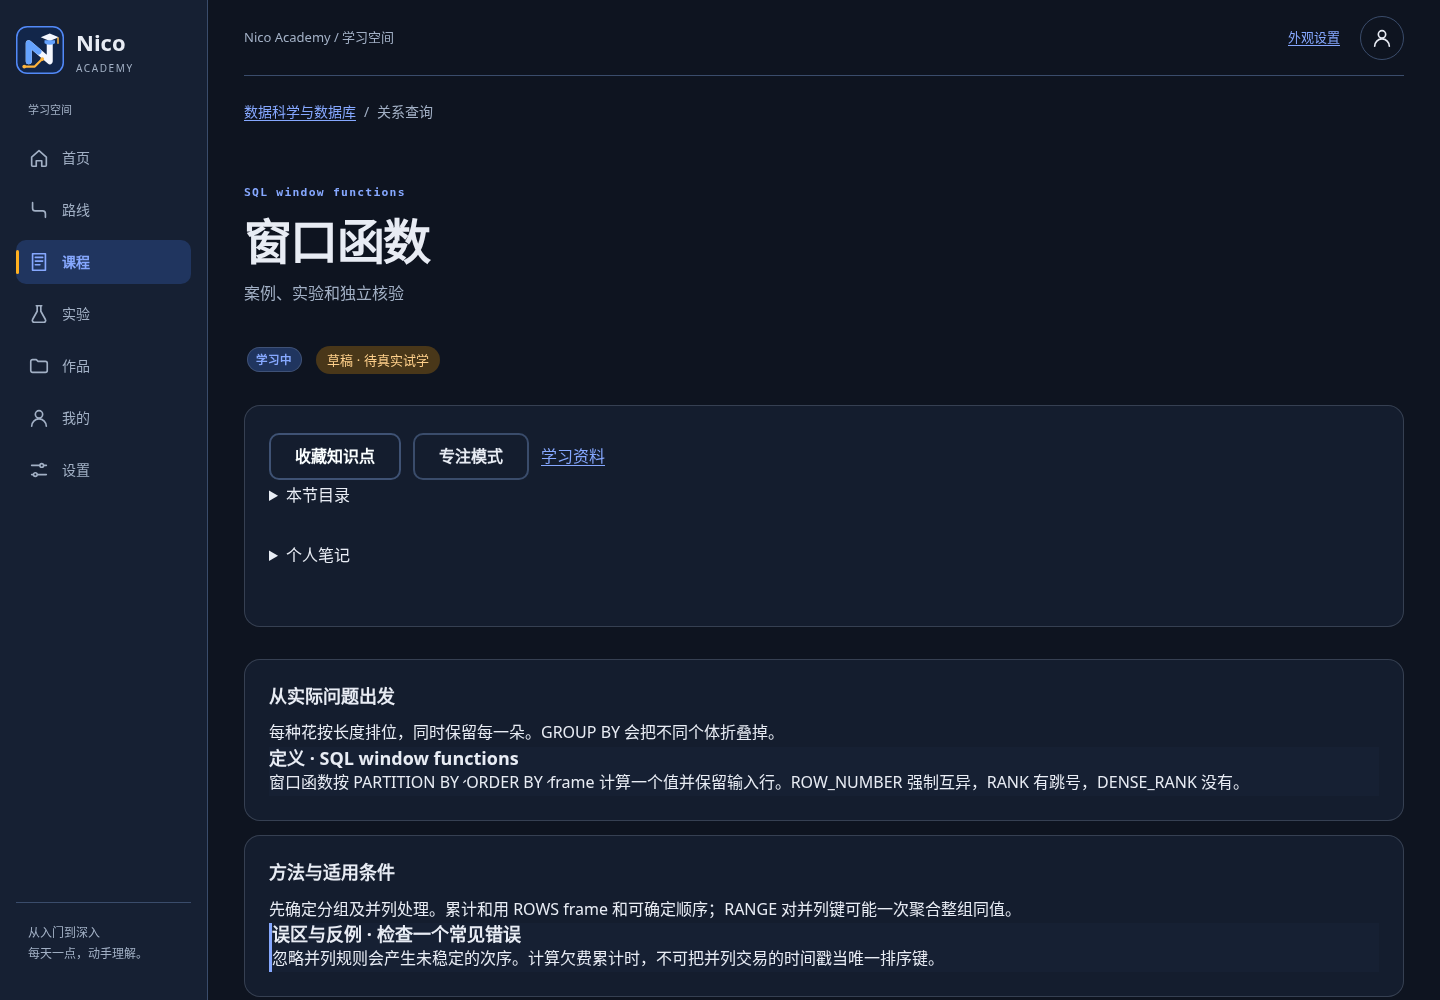 Nico
ACADEMY
学习空间
首页
路线
课程
实验
作品
我的
设置
从入门到深入
每天一点，动手理解。
Nico Academy / 学习空间
外观设置
数据科学与数据库 / 关系查询
SQL window functions
窗口函数
案例、实验和独立核验
学习中
草稿 · 待真实试学
收藏知识点
专注模式
学习资料
本节目录
个人笔记
从实际问题出发
每种花按长度排位，同时保留每一朵。GROUP BY 会把不同个体折叠掉。
定义 · SQL window functions
窗口函数按 PARTITION BY、ORDER BY、frame 计算一个值并保留输入行。ROW_NUMBER 强制互异，RANK 有跳号，DENSE_RANK 没有。
方法与适用条件
先确定分组及并列处理。累计和用 ROWS frame 和可确定顺序；RANGE 对并列键可能一次聚合整组同值。
误区与反例 · 检查一个常见错误
忽略并列规则会产生未稳定的次序。计算欠费累计时，不可把并列交易的时间戳当唯一排序键。